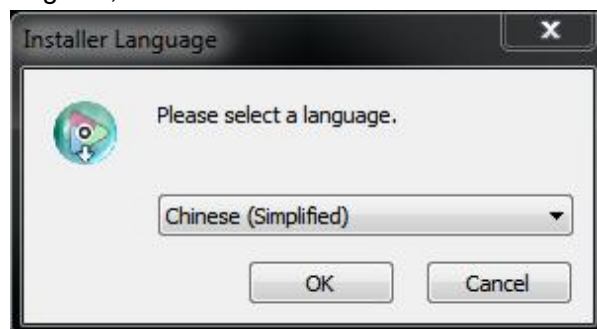 Installer Language
Please select a language.
Chinese (Simplified)
OK Cancel